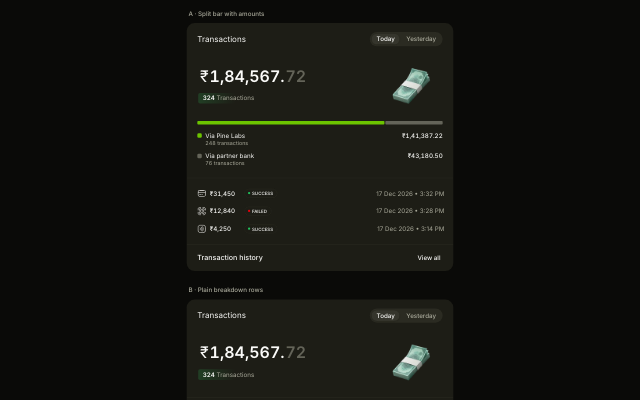 A · Split bar with amounts
Transactions
Today Yesterday
₹1,84,567.72
324 Transactions
Via Pine Labs ₹1,41,387.22
248 transactions
Via partner bank ₹43,180.50
76 transactions
₹31,450 • SUCCESS 17 Dec 2026 • 3:32 PM
₹12,840 • FAILED 17 Dec 2026 • 3:28 PM
₹4,250 • SUCCESS 17 Dec 2026 • 3:14 PM
Transaction history View all
B · Plain breakdown rows
Transactions
Today Yesterday
₹1,84,567.72
324 Transactions